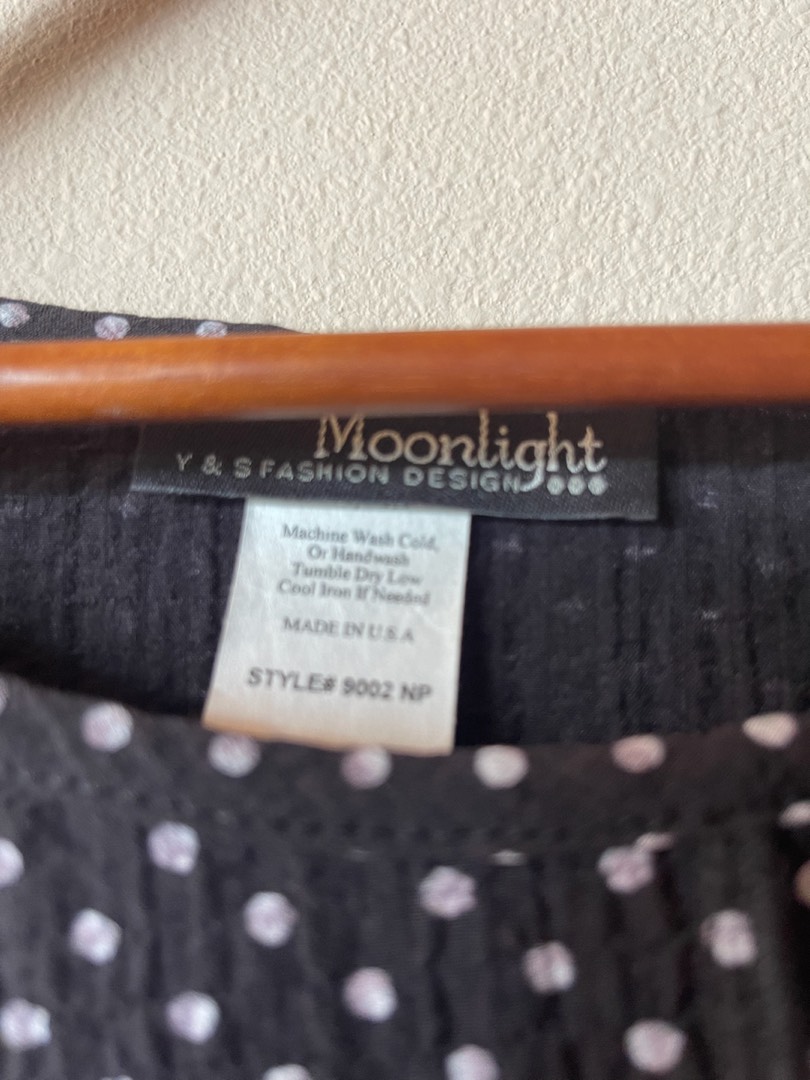 Moonlight
Y & S FASHION DESIGN
Machine Wash Cold,
Or Handwash
Tumble Dry Low
Cool Iron If Needed
MADE IN U.S.A
STYLE# 9002 NP